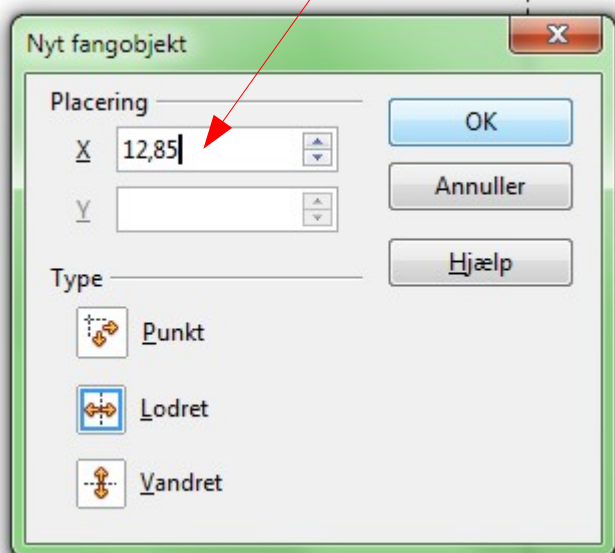 Nyt fangobjekt
Placering
X 12,85
Y
OK
Annuller
Hjælp
Type
Punkt
Lodret
Vandret